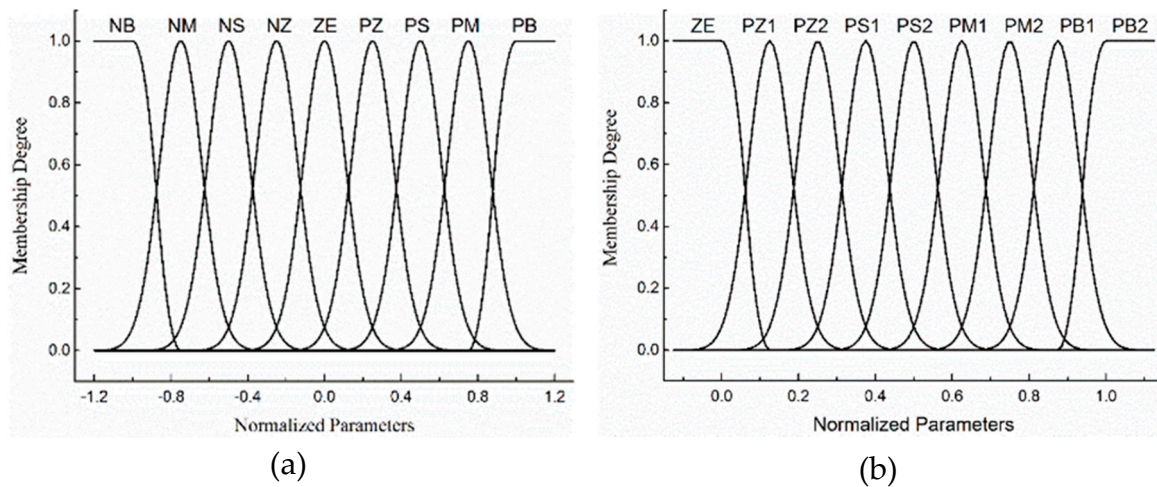 NB NM NS NZ ZE PZ PS PM PB
1.0
0.8
0.6
0.4
0.2
0.0
Membership Degree
-1.2 -0.8 -0.4 0.0 0.4 0.8 1.2
Normalized Parameters
(a)
ZE PZ1 PZ2 PS1 PS2 PM1 PM2 PB1 PB2
1.0
0.8
0.6
0.4
0.2
0.0
Membership Degree
0.0 0.2 0.4 0.6 0.8 1.0
Normalized Parameters
(b)